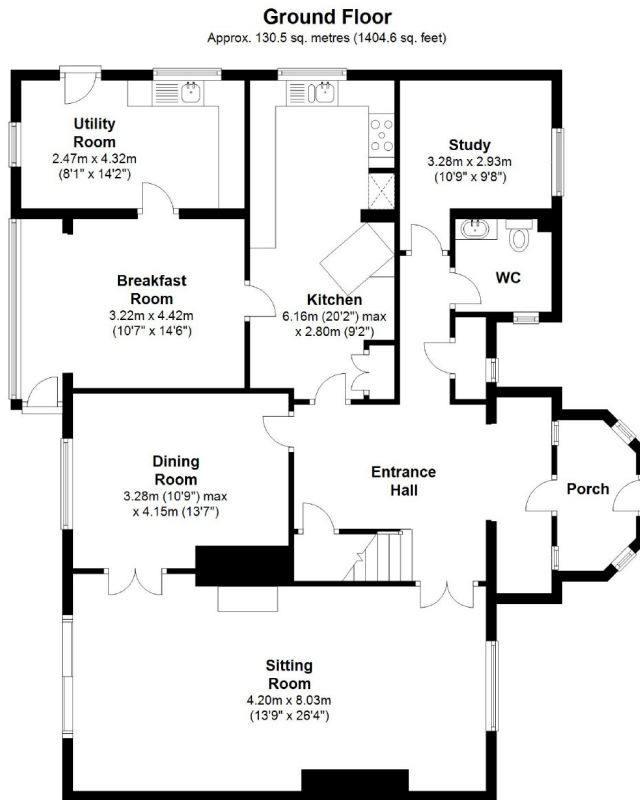 Ground Floor
Approx. 130.5 sq. metres (1404.6 sq. feet)
Utility
Room
2.47m x 4.32m
(8'1" x 14'2")
Study
3.28m x 2.93m
(10'9" x 9'8")
Breakfast
Room
3.22m x 4.42m
(10'7" x 14'6")
Kitchen
6.16m (20'2") max
x 2.80m (9'2")
WC
Dining
Room
3.28m (10'9") max
x 4.15m (13'7")
Entrance
Hall
Porch
Sitting
Room
4.20m x 8.03m
(13'9" x 26'4")